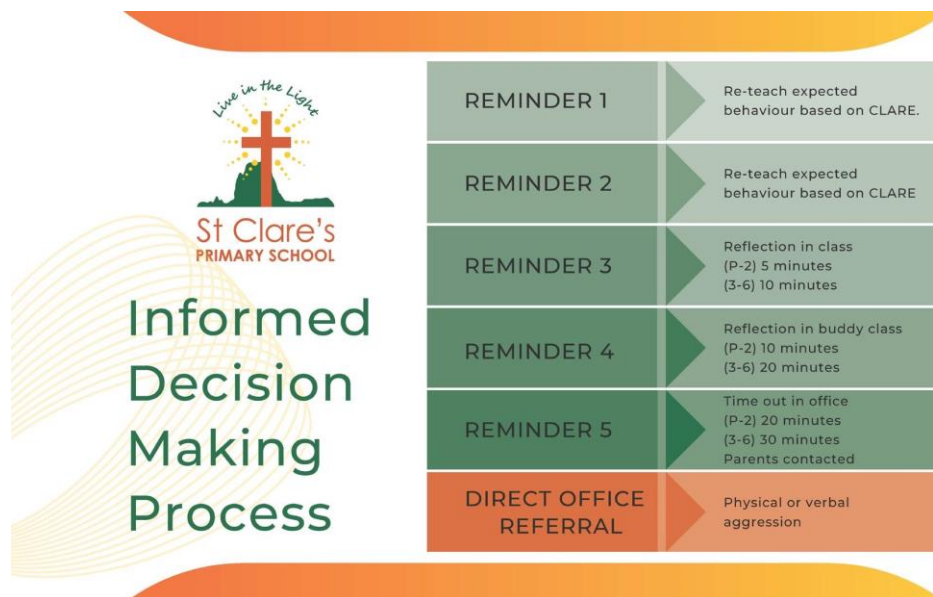 Live in the Light
St Clare's
PRIMARY SCHOOL
Informed
Decision
Making
Process
REMINDER 1
Re-teach expected
behaviour based on CLARE.
REMINDER 2
Re-teach expected
behaviour based on CLARE
REMINDER 3
Reflection in class
(P-2) 5 minutes
(3-6) 10 minutes
REMINDER 4
Reflection in buddy class
(P-2) 10 minutes
(3-6) 20 minutes
REMINDER 5
Time out in office
(P-2) 20 minutes
(3-6) 30 minutes
Parents contacted
DIRECT OFFICE
REFERRAL
Physical or verbal
aggression